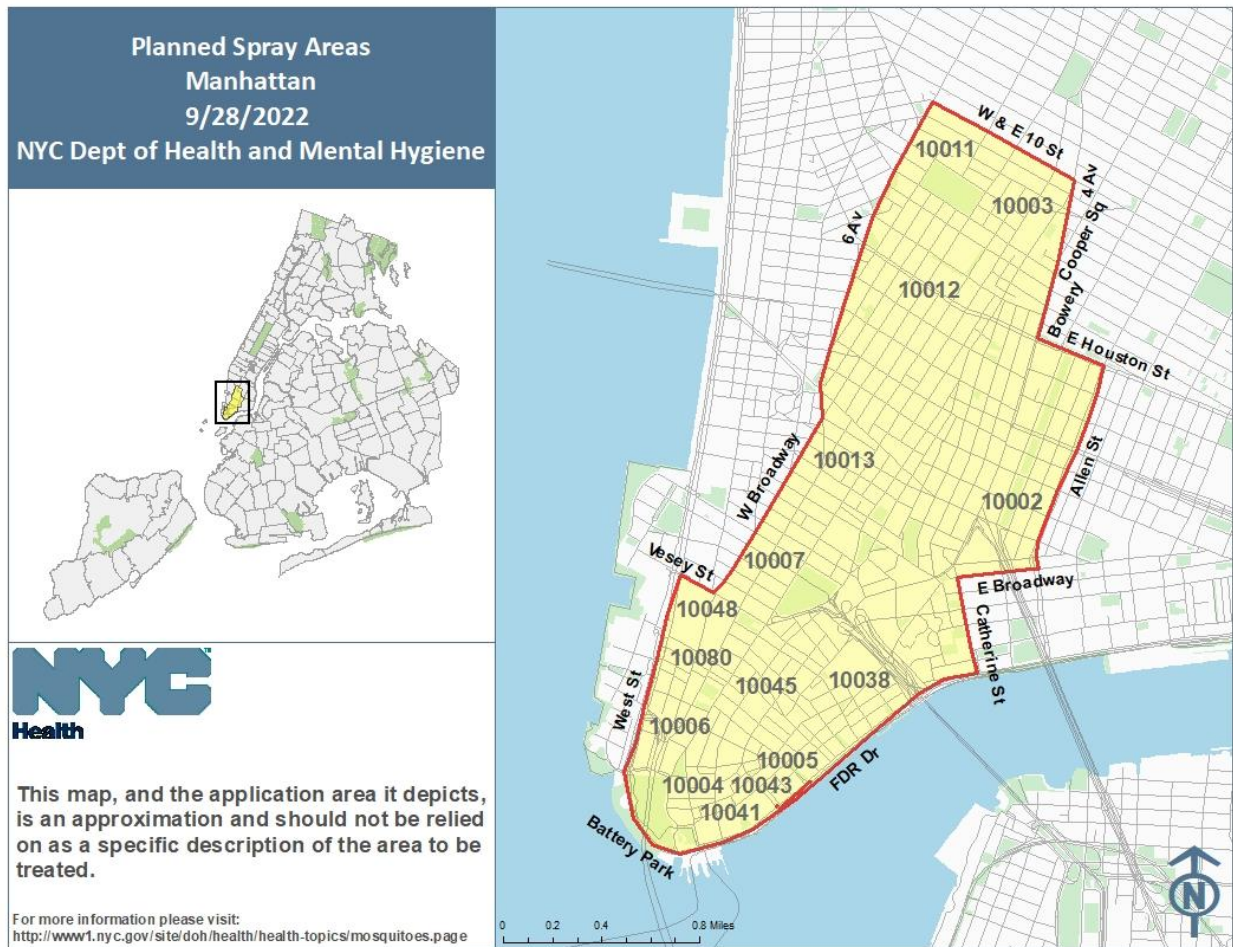 Planned Spray Areas
Manhattan
9/28/2022
NYC Dept of Health and Mental Hygiene
NYC
Health
This map, and the application area it depicts,
is an approximation and should not be relied
on as a specific description of the area to be
treated.
For more information please visit:
http://www1.nyc.gov/site/doh/health/health-topics/mosquitoes.page
W & E 10 St
10011
4 Av
10003
Cooper Sq
6 Av
10012
Bowery
E Houston St
Allen St
10013
W Broadway
10002
Vesey St
10007
E Broadway
10048
Catherine St
10080
10045
10038
West St
10006
10005
FDR Dr
10004
10043
10041
Battery Park
0 0.2 0.4 0.8 Miles
N